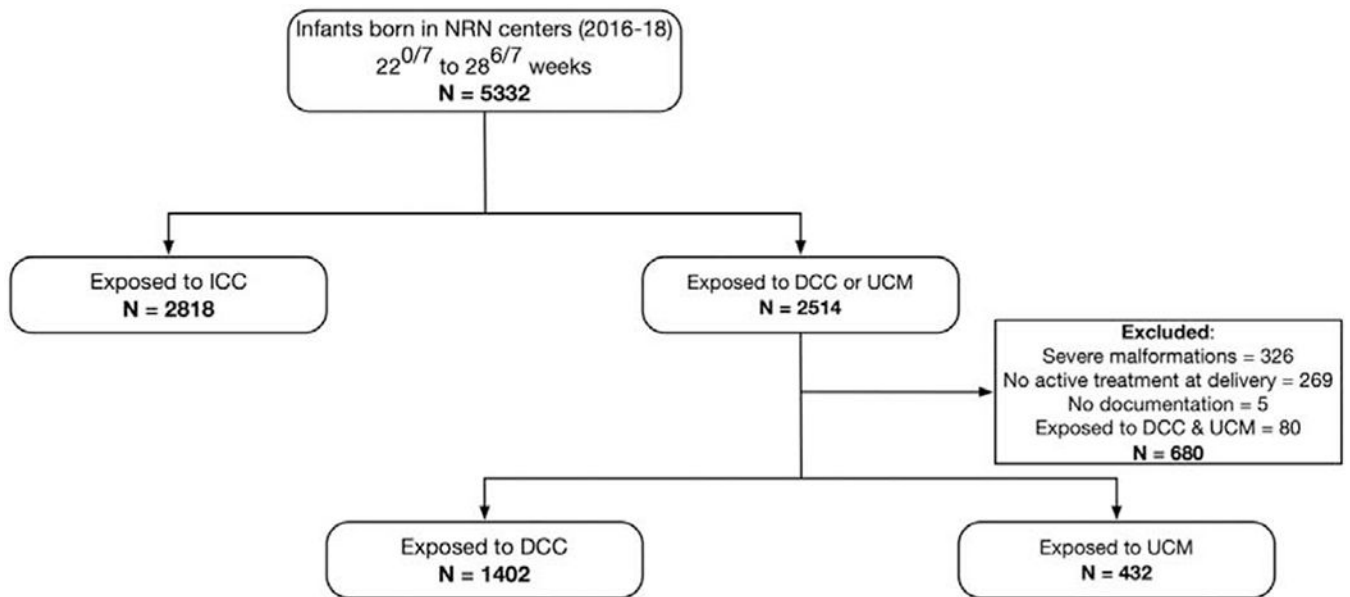 Infants born in NRN centers (2016-18)
22^0/7 to 28^6/7 weeks
N = 5332
Exposed to ICC
N = 2818
Exposed to DCC or UCM
N = 2514
Excluded:
Severe malformations = 326
No active treatment at delivery = 269
No documentation = 5
Exposed to DCC & UCM = 80
N = 680
Exposed to DCC
N = 1402
Exposed to UCM
N = 432